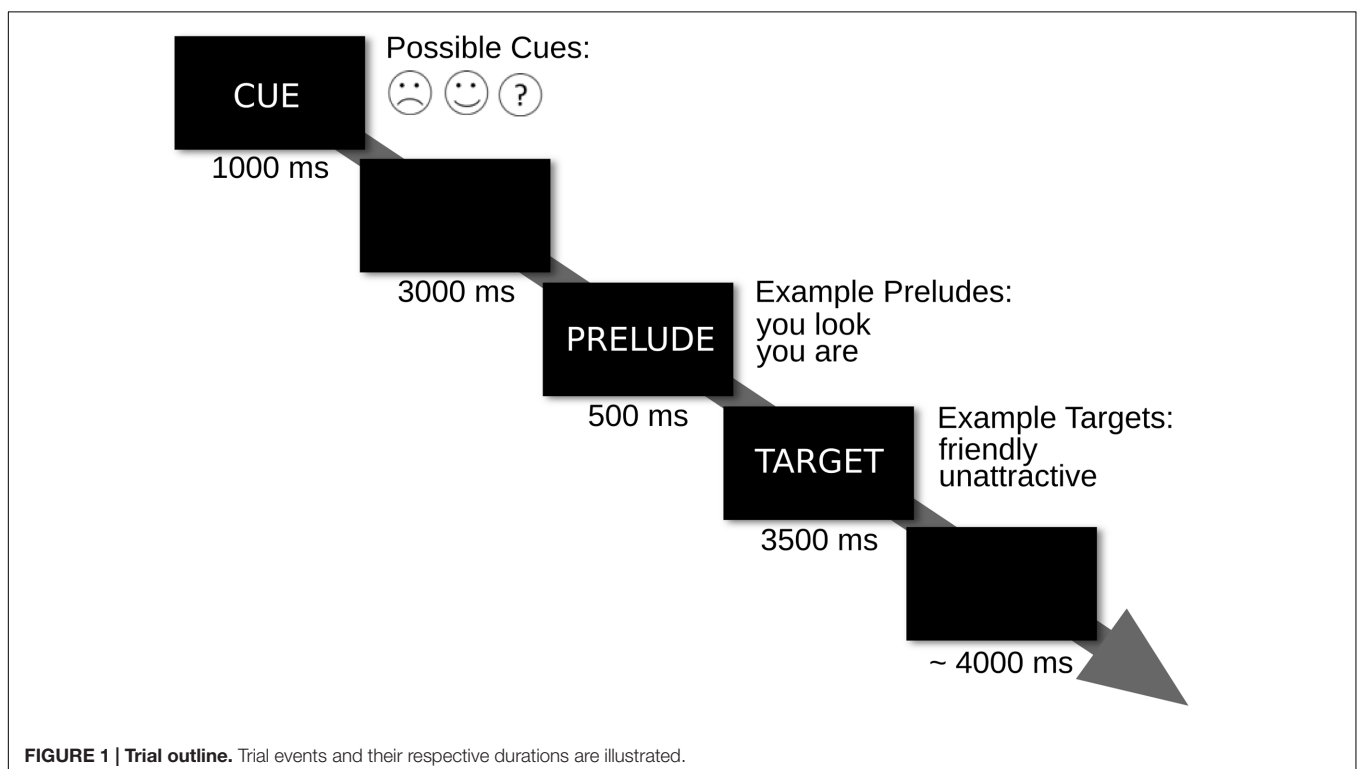 CUE
Possible Cues:
?
1000 ms
3000 ms
PRELUDE
Example Preludes:
you look
you are
500 ms
TARGET
Example Targets:
friendly
unattractive
3500 ms
~ 4000 ms
FIGURE 1 | Trial outline. Trial events and their respective durations are illustrated.